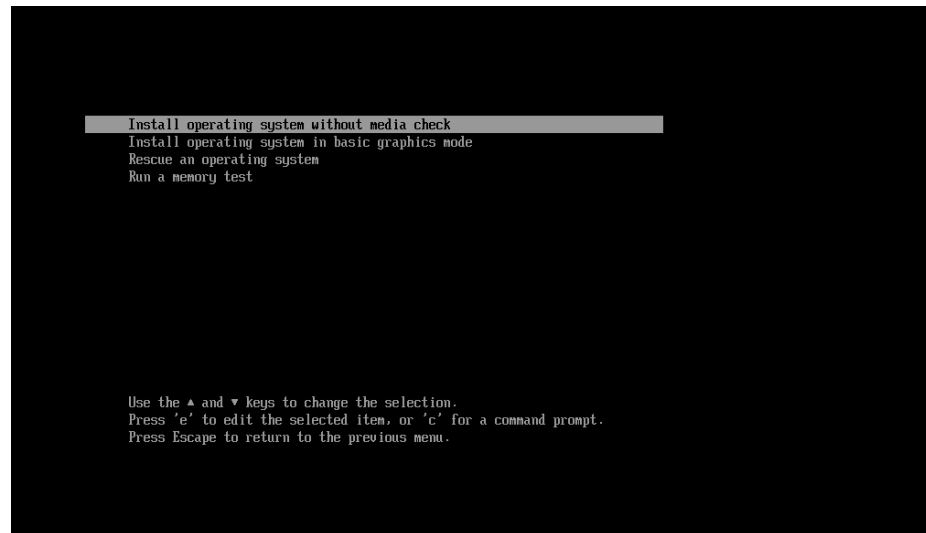 Install operating system without media check
Install operating system in basic graphics mode
Rescue an operating system
Run a memory test
Use the ▲ and ▼ keys to change the selection.
Press 'e' to edit the selected item, or 'c' for a command prompt.
Press Escape to return to the previous menu.